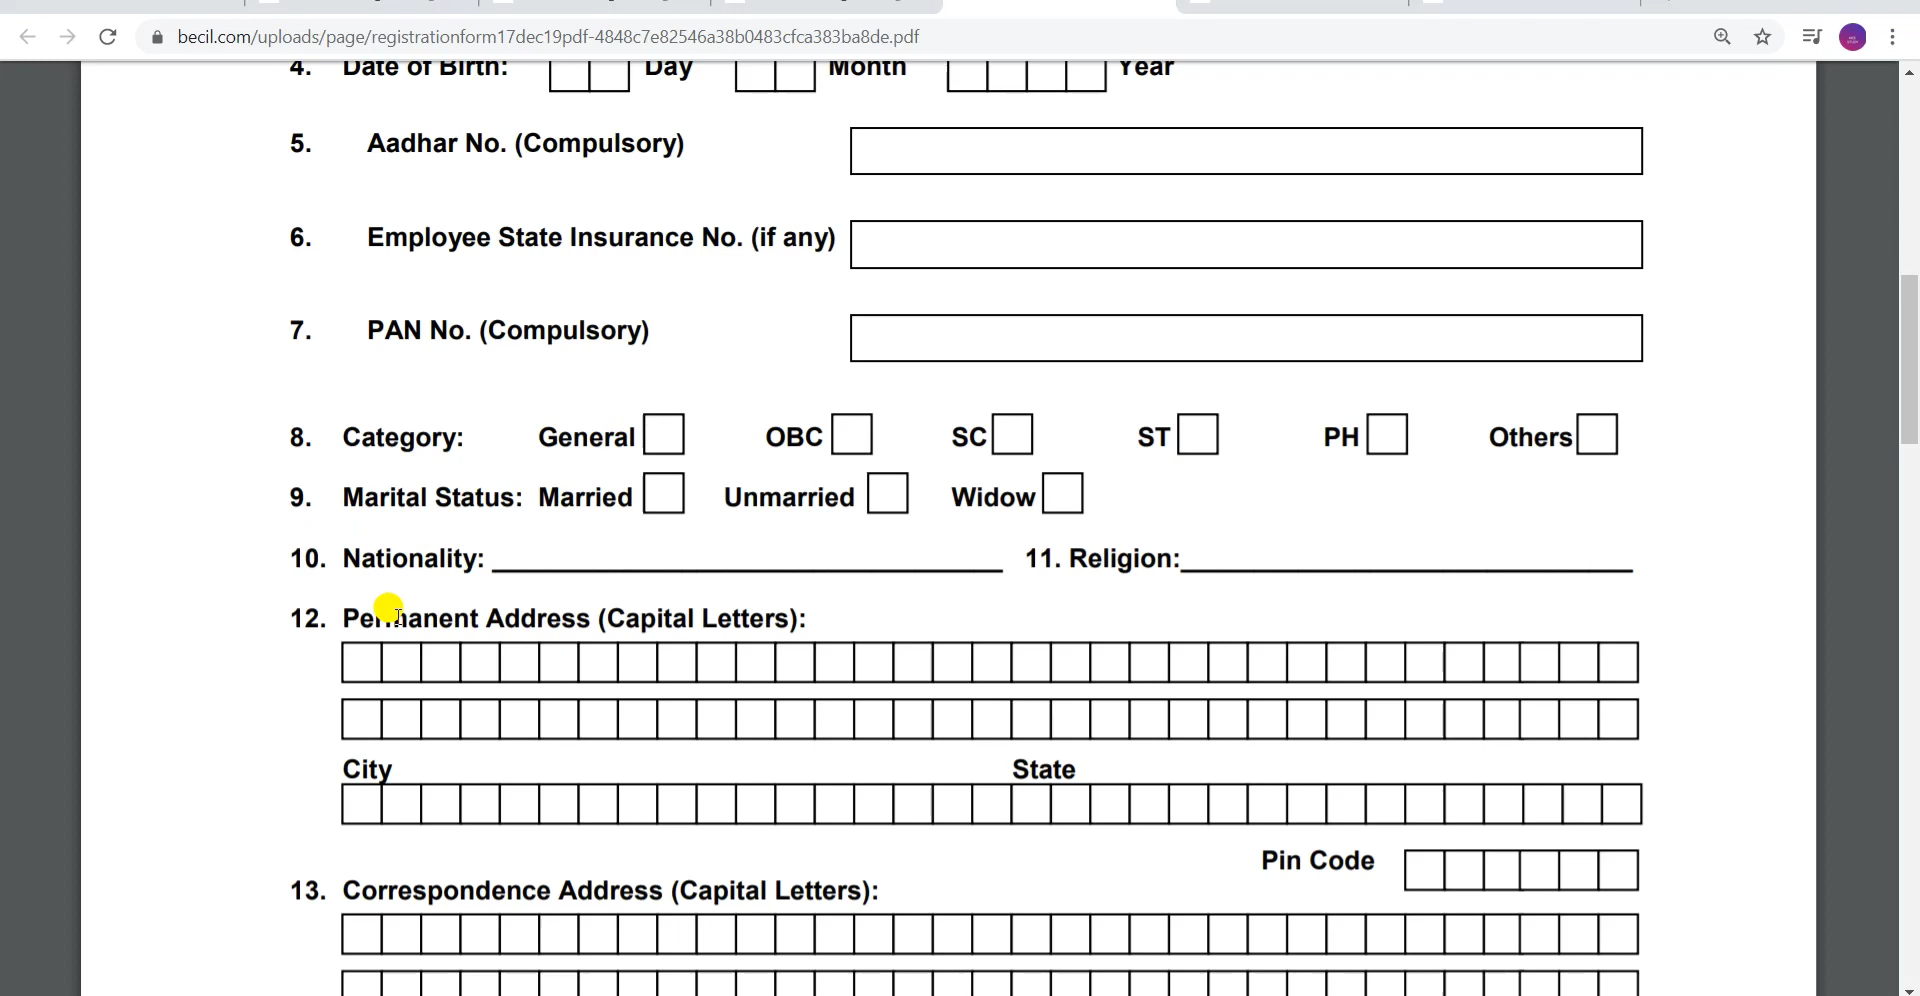 becil.com/uploads/page/registrationform17dec19pdf-4848c7e82546a38b0483cfca383ba8de.pdf
4. Date of Birth: Day Month Year
5. Aadhar No. (Compulsory)
6. Employee State Insurance No. (if any)
7. PAN No. (Compulsory)
8. Category: General OBC SC ST PH Others
9. Marital Status: Married Unmarried Widow
10. Nationality: 11. Religion:
12. Permanent Address (Capital Letters):
City State
Pin Code
13. Correspondence Address (Capital Letters):